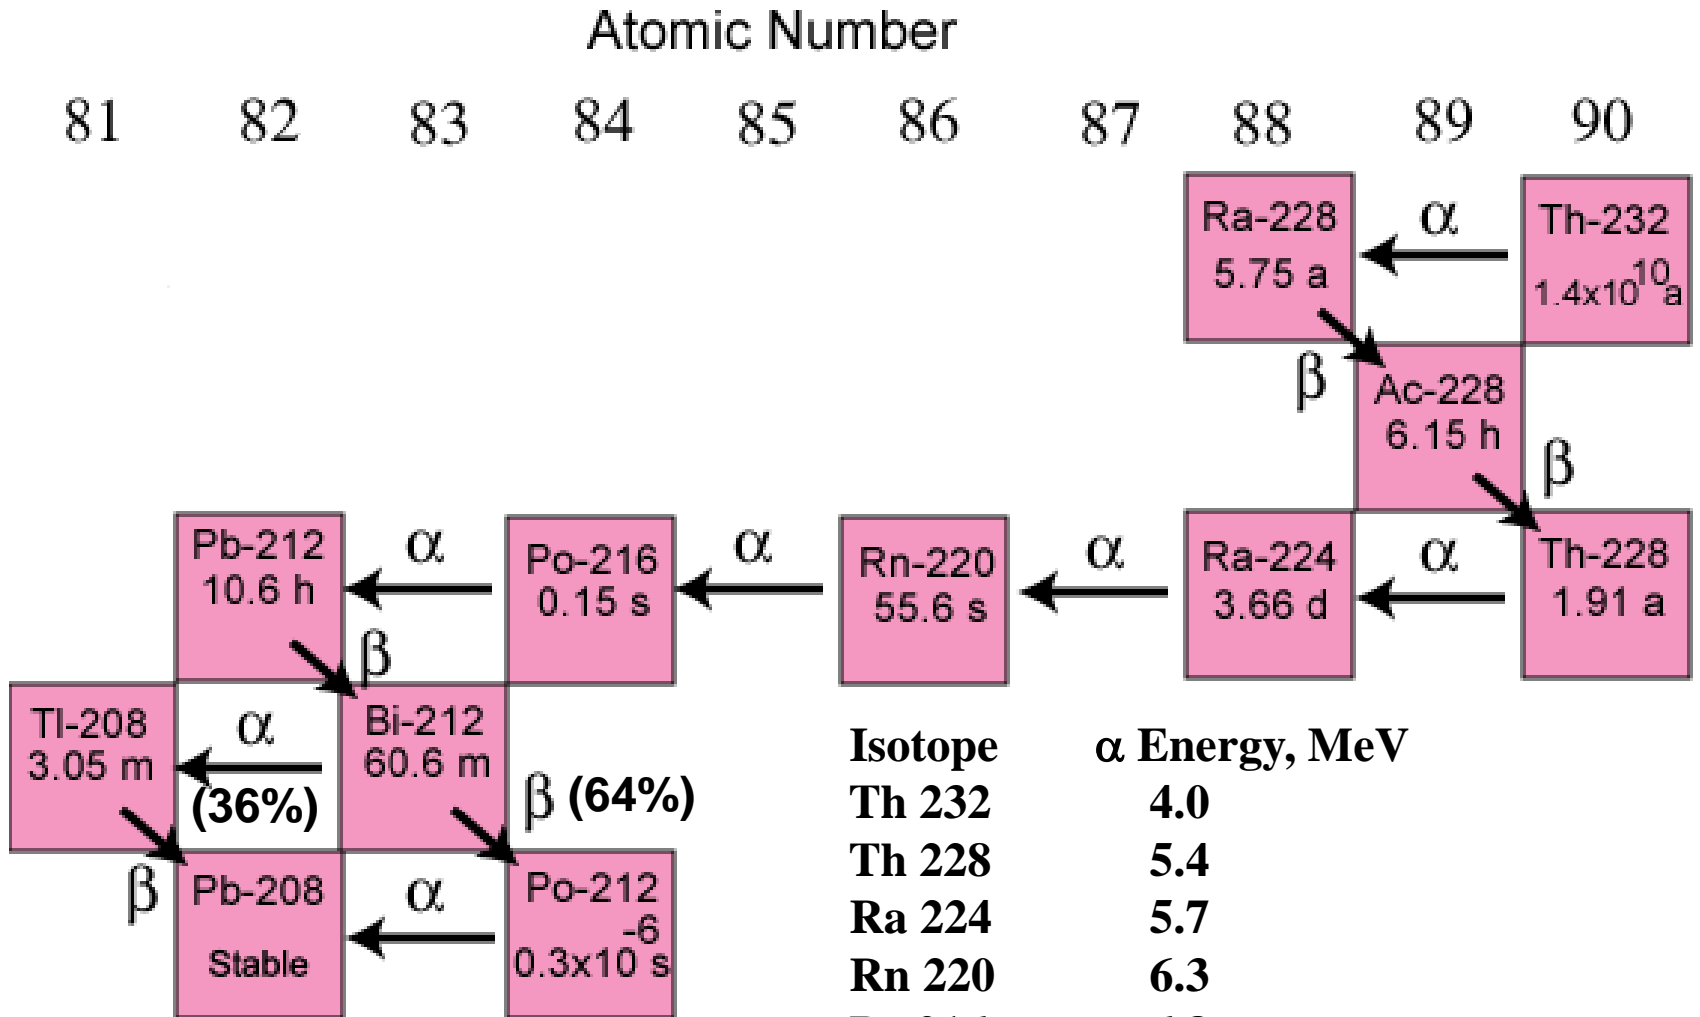 Atomic Number
81 82 83 84 85 86 87 88 89 90
Ra-228
5.75 a
α
Th-232
1.4x10^10 a
β
Ac-228
6.15 h
β
Pb-212
10.6 h
α
Po-216
0.15 s
α
Rn-220
55.6 s
α
Ra-224
3.66 d
α
Th-228
1.91 a
β
Tl-208
3.05 m
α
(36%)
Bi-212
60.6 m
β (64%)
β
Pb-208
Stable
α
Po-212
0.3x10^-6 s
Isotope α Energy, MeV
Th 232 4.0
Th 228 5.4
Ra 224 5.7
Rn 220 6.3